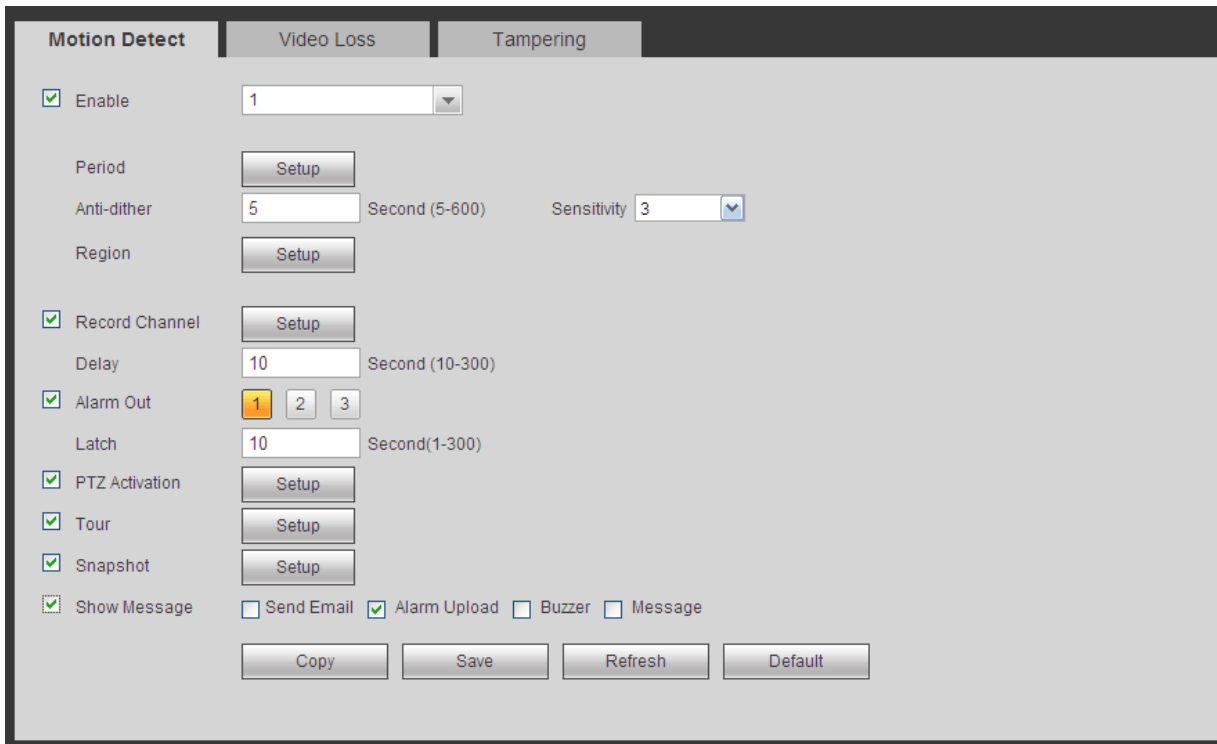 Motion Detect Video Loss Tampering
Enable 1
Period Setup
Anti-dither 5 Second (5-600) Sensitivity 3
Region Setup
Record Channel Setup
Delay 10 Second (10-300)
Alarm Out 1 2 3
Latch 10 Second(1-300)
PTZ Activation Setup
Tour Setup
Snapshot Setup
Show Message Send Email Alarm Upload Buzzer Message
Copy Save Refresh Default